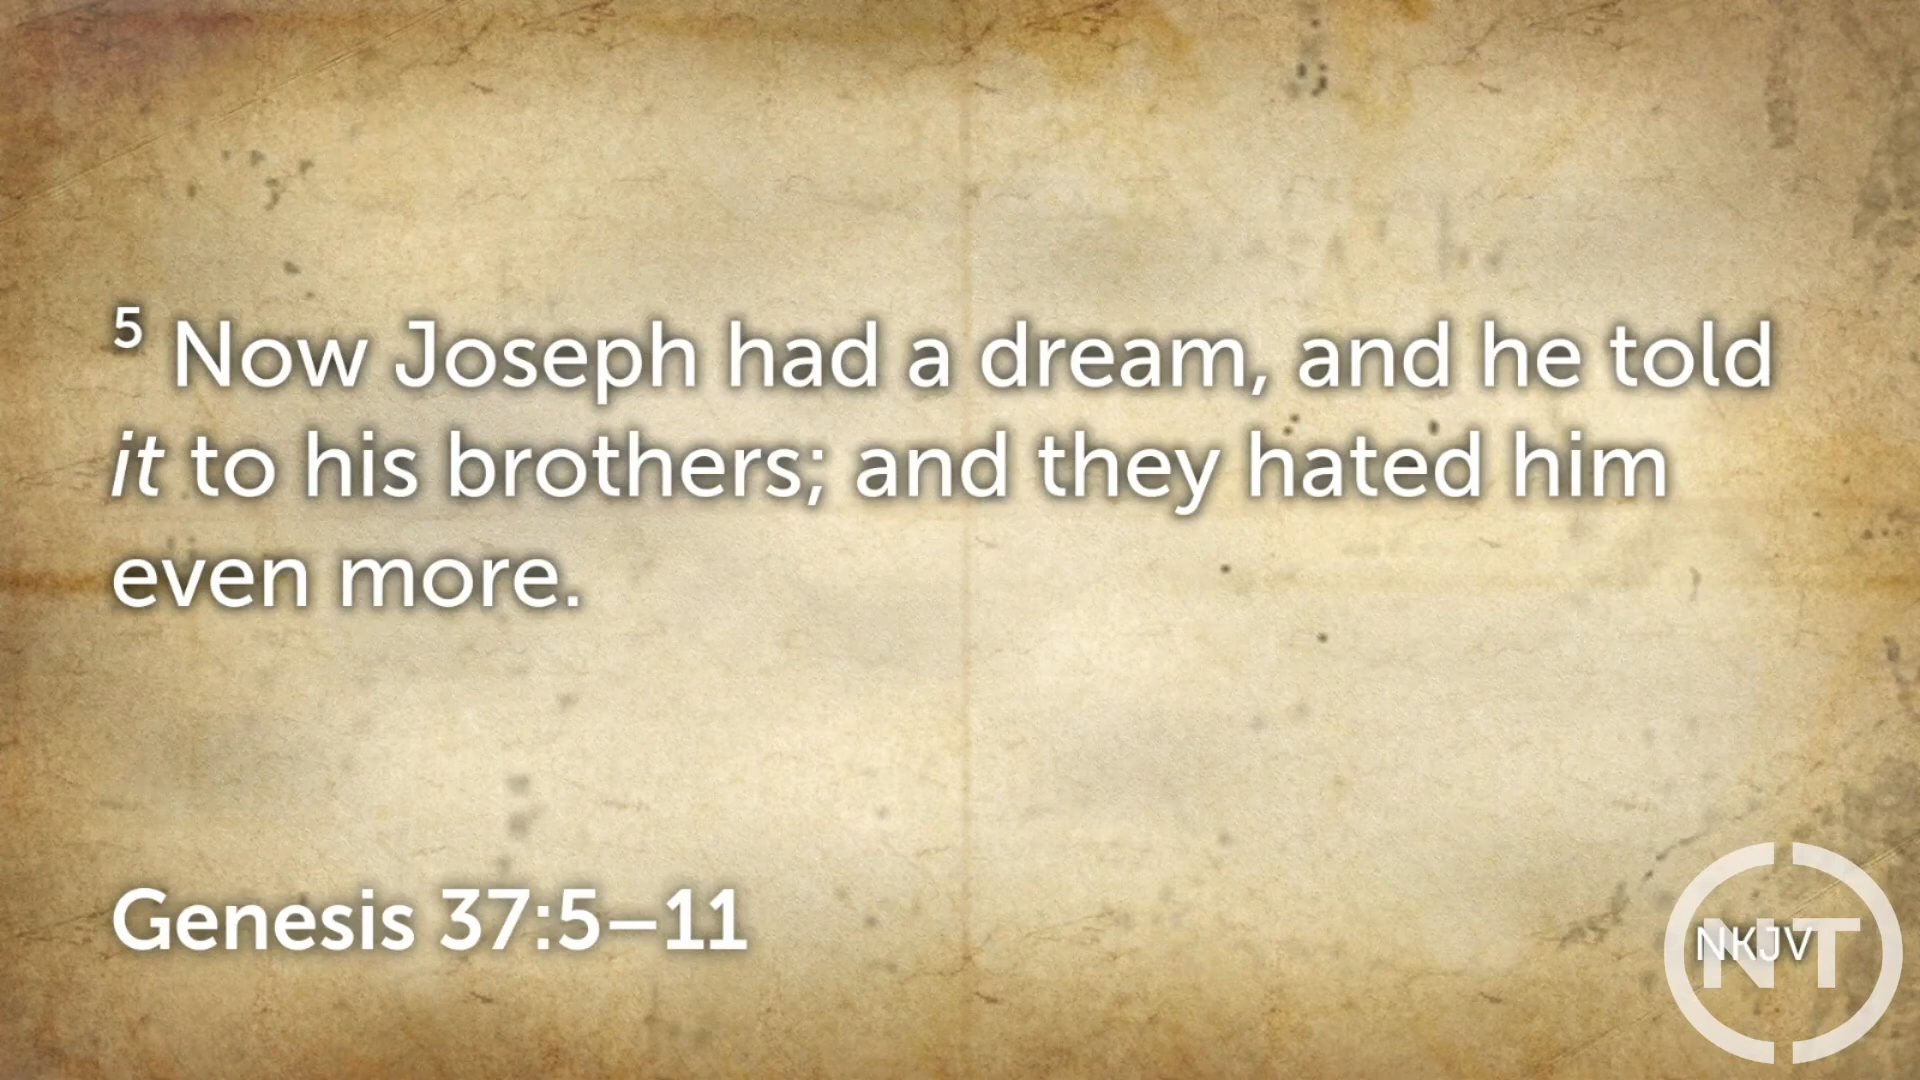 5 Now Joseph had a dream, and he told
it to his brothers; and they hated him
even more.
Genesis 37:5–11
NKJV
NT